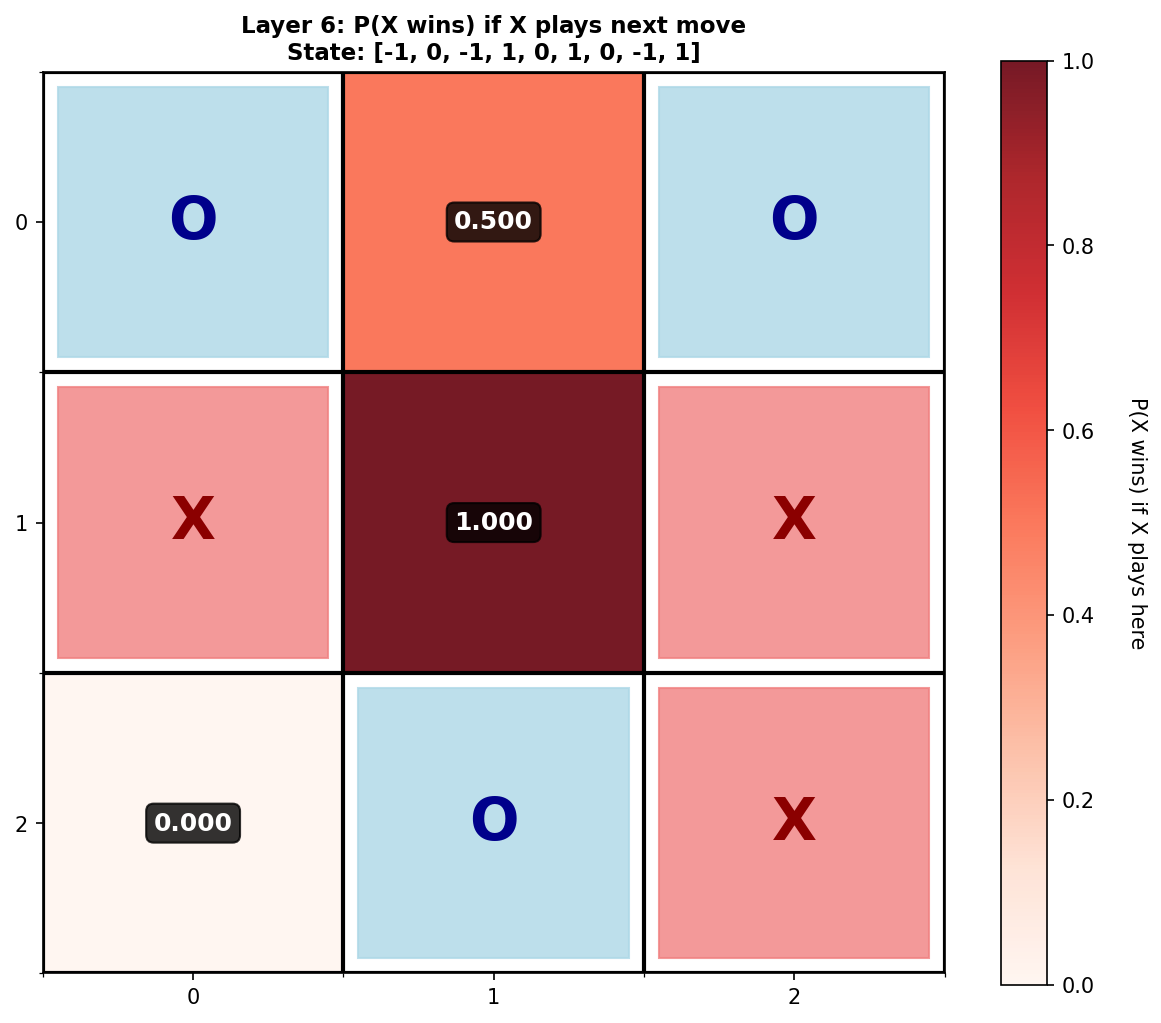 Layer 6: P(X wins) if X plays next move
State: [-1, 0, -1, 1, 0, 1, 0, -1, 1]
O
0.500
O
X
1.000
X
0.000
O
X
0
1
2
0
1
2
1.0
0.8
0.6
0.4
0.2
0.0
P(X wins) if X plays here